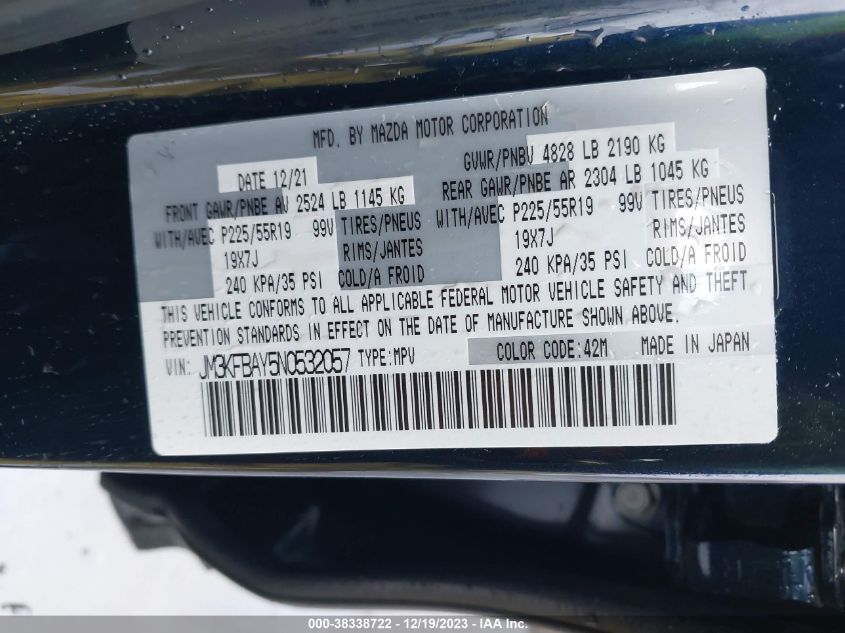 MFD. BY MAZDA MOTOR CORPORATION
DATE 12/21 GVWR/PNBV 4828 LB 2190 KG
FRONT GAWR/PNBE AV 2524 LB 1145 KG REAR GAWR/PNBE AR 2304 LB 1045 KG
WITH/AVEC P225/55R19 99V TIRES/PNEUS WITH/AVEC P225/55R19 99V TIRES/PNEUS
19X7J RIMS/JANTES 19X7J RIMS/JANTES
240 KPA/35 PSI COLD/A FROID 240 KPA/35 PSI COLD/A FROID
THIS VEHICLE CONFORMS TO ALL APPLICABLE FEDERAL MOTOR VEHICLE SAFETY AND THEFT
PREVENTION STANDARDS IN EFFECT ON THE DATE OF MANUFACTURE SHOWN ABOVE.
VIN: JM3KFBAY5N0532057 TYPE:MPV COLOR CODE:42M MADE IN JAPAN
000-38338722 - 12/19/2023 - IAA Inc.